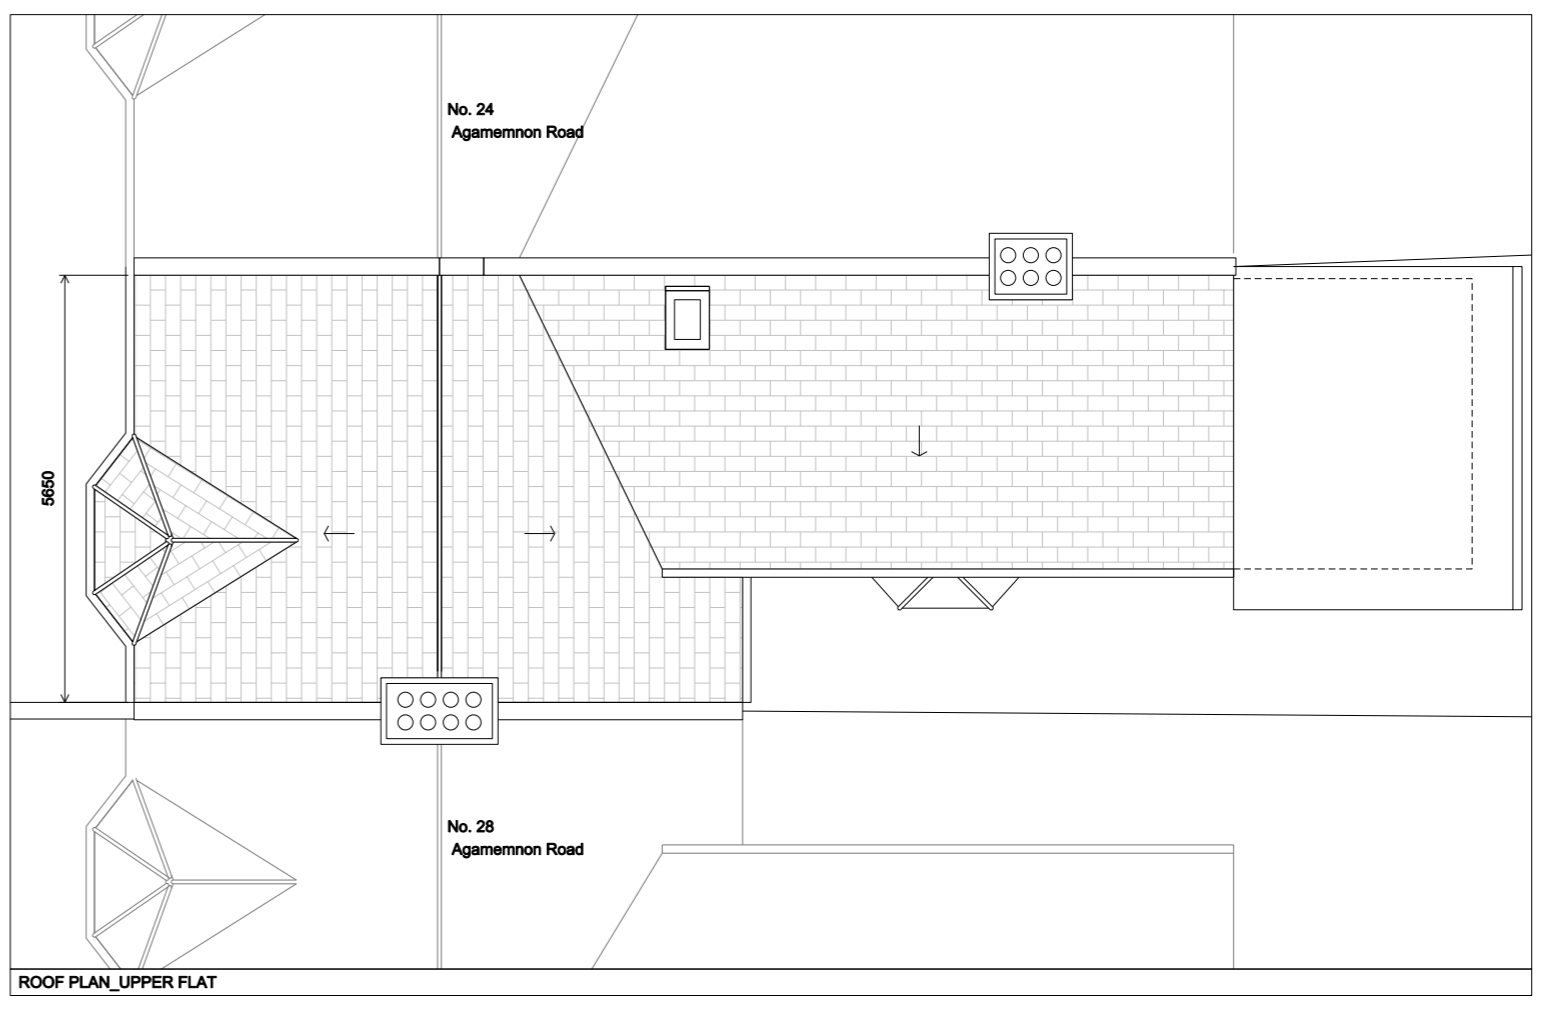 No. 24
Agamemnon Road
5650
No. 28
Agamemnon Road
ROOF PLAN_UPPER FLAT